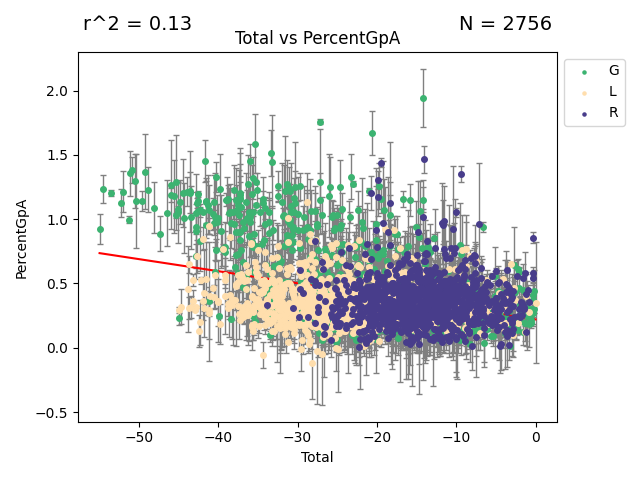 r^2 = 0.13
N = 2756
Total vs PercentGpA
G
L
R
PercentGpA
2.0
1.5
1.0
0.5
0.0
−0.5
−50
−40
−30
−20
−10
0
Total